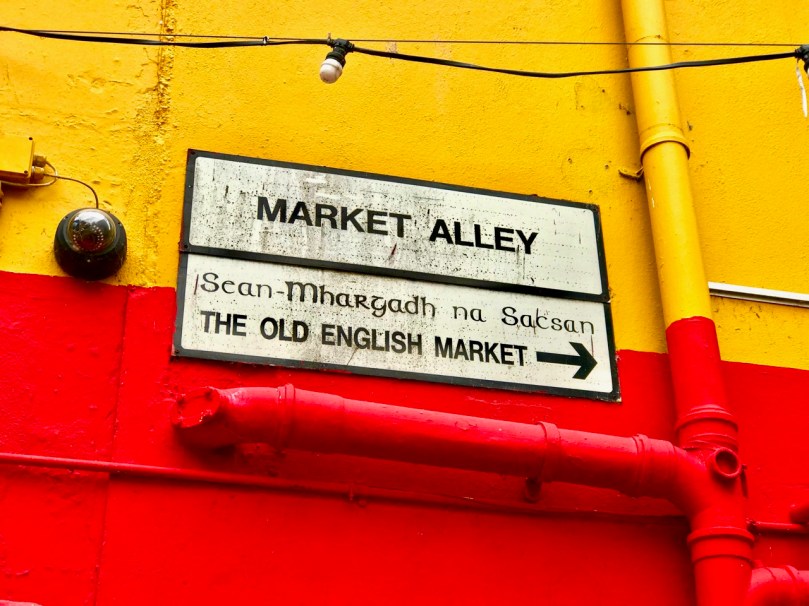 MARKET ALLEY
Sean-Mhargadh na Sacsan
THE OLD ENGLISH MARKET